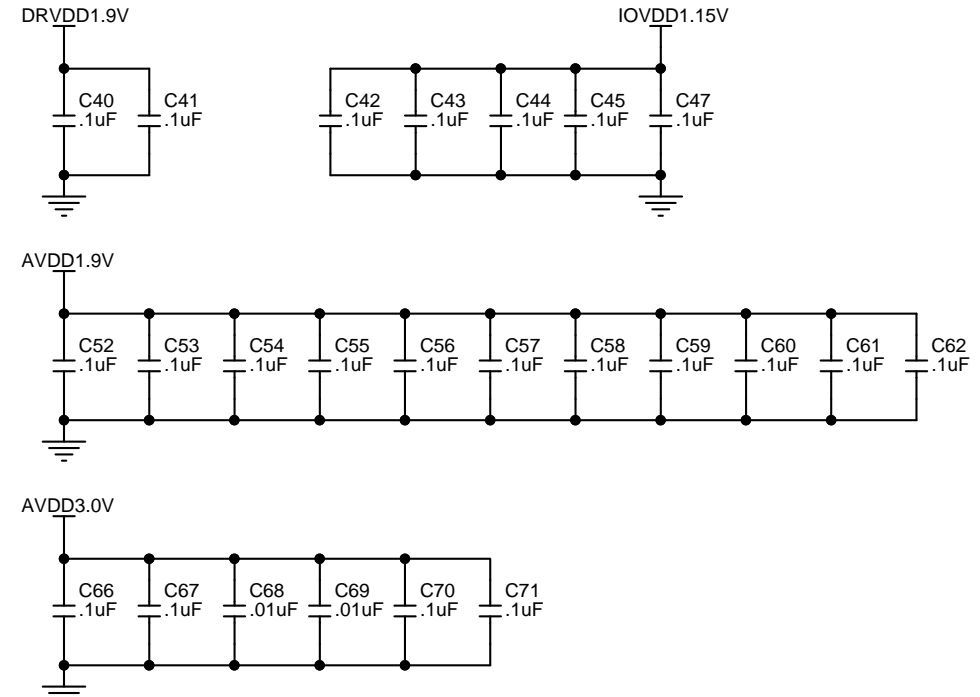 DRVDD1.9V
IOVDD1.15V
C40
.1uF
C41
.1uF
C42
.1uF
C43
.1uF
C44
.1uF
C45
.1uF
C47
.1uF
AVDD1.9V
C52
.1uF
C53
.1uF
C54
.1uF
C55
.1uF
C56
.1uF
C57
.1uF
C58
.1uF
C59
.1uF
C60
.1uF
C61
.1uF
C62
.1uF
AVDD3.0V
C66
.1uF
C67
.1uF
C68
.01uF
C69
.01uF
C70
.1uF
C71
.1uF